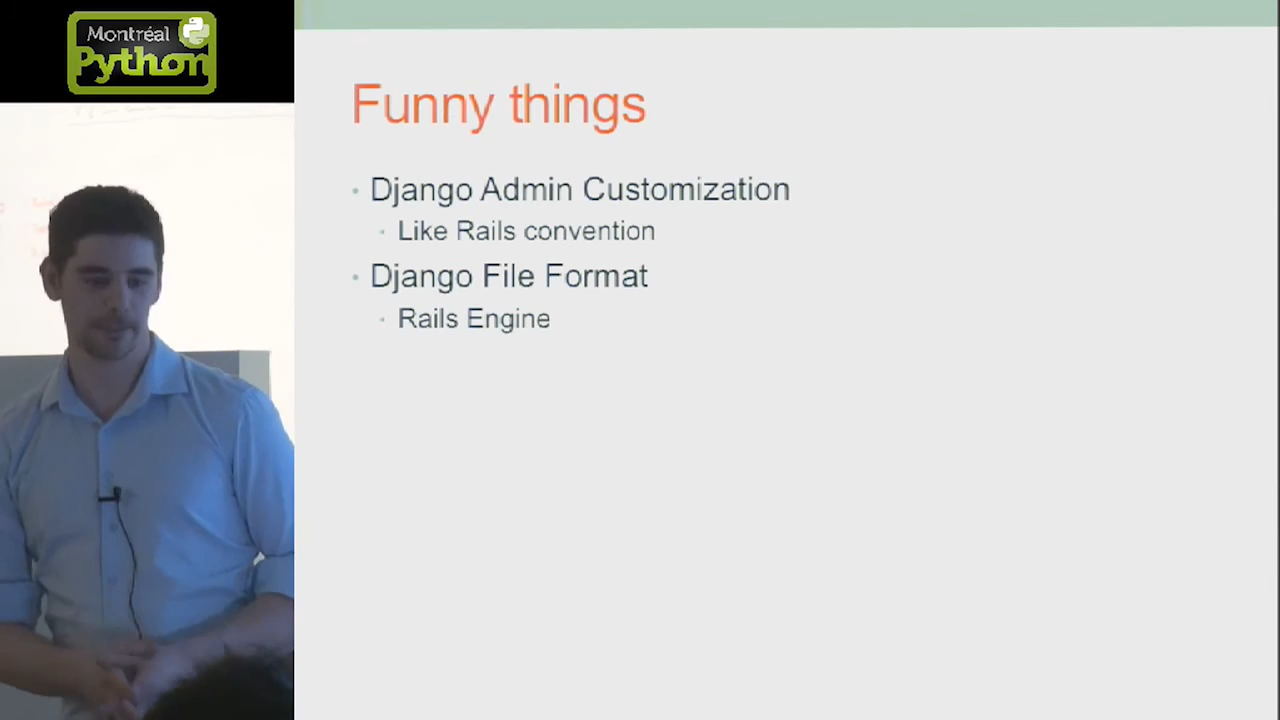 Montréal
Python
Funny things
Django Admin Customization
Like Rails convention
Django File Format
Rails Engine